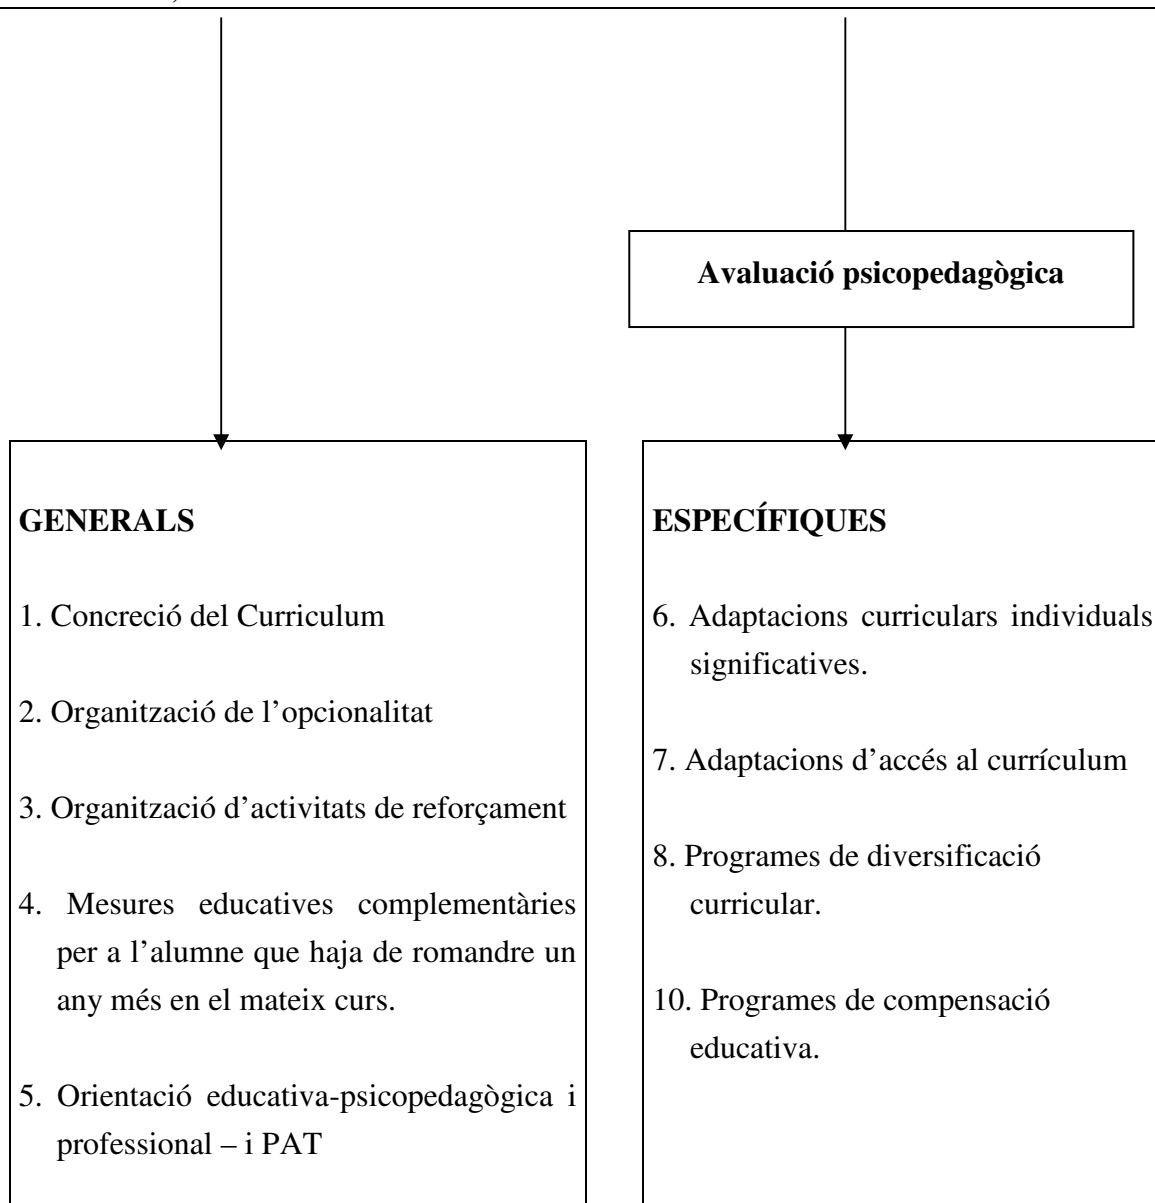 Avaluació psicopedagògica
GENERALS
1. Concreció del Curriculum
2. Organització de l’opcionalitat
3. Organització d’activitats de reforçament
4. Mesures educatives complementàries
per a l’alumne que haja de romandre un
any més en el mateix curs.
5. Orientació educativa-psicopedagògica i
professional – i PAT
ESPECÍFIQUES
6. Adaptacions curriculars individuals
significatives.
7. Adaptacions d’accés al currículum
8. Programes de diversificació
curricular.
10. Programes de compensació
educativa.